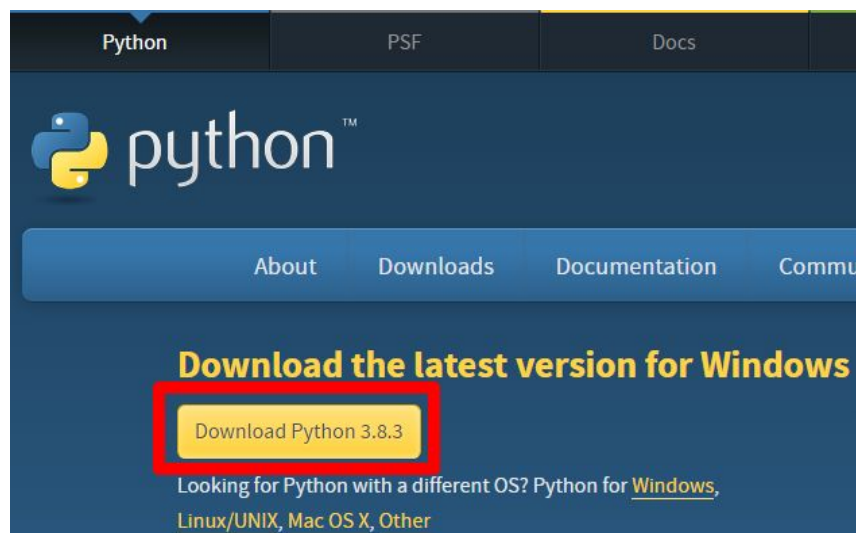 Python PSF Docs
python™
About Downloads Documentation
Download the latest version for Windows
Download Python 3.8.3
Looking for Python with a different OS? Python for Windows,
Linux/UNIX, Mac OS X, Other